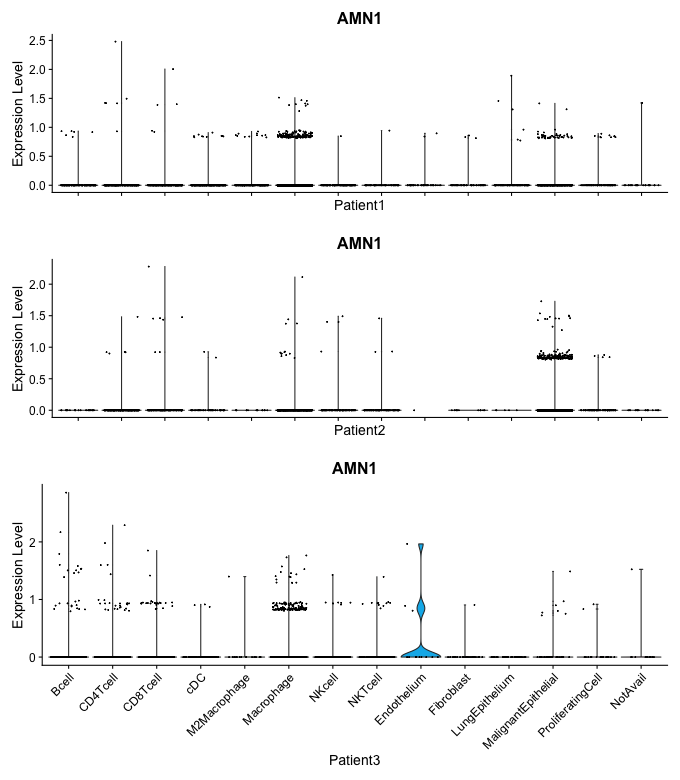 AMN1
Expression Level
2.5
2.0
1.5
1.0
0.5
0.0
Patient1
AMN1
Expression Level
2.0
1.5
1.0
0.5
0.0
Patient2
AMN1
Expression Level
2
1
0
Bcell
CD4Tcell
CD8Tcell
cDC
M2Macrophage
Macrophage
NKcell
NKTcell
Endothelium
Fibroblast
LungEpithelium
MalignantEpithelial
ProliferatingCell
NotAvail
Patient3